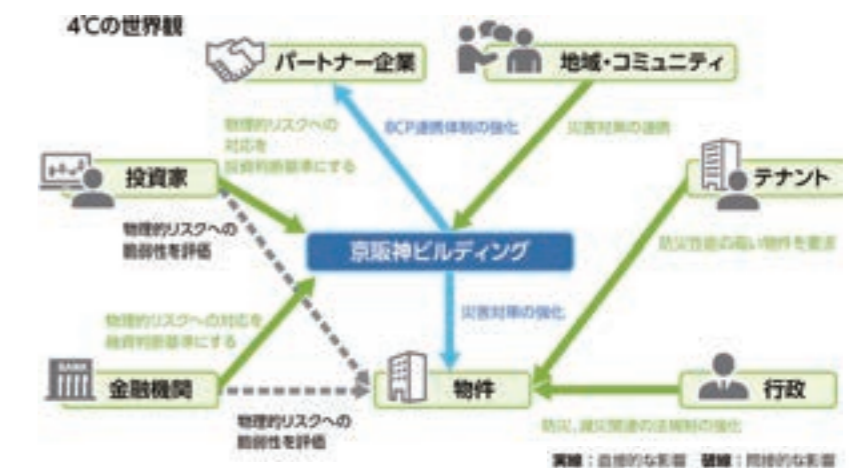 4℃の世界観
パートナー企業
地域・コミュニティ
物理的リスクへの
対応を
投資判断基準にする
BCP連携体制の強化
災害対策の連携
投資家
テナント
物理的リスクへの
脆弱性を評価
京阪神ビルディング
防災性能の高い物件を要求
物理的リスクへの対応を
融資判断基準にする
災害対策の強化
BANK
金融機関
物件
行政
物理的リスクへの
脆弱性を評価
防災、減災関連の法規制の強化
実線：直接的な影響 破線：間接的な影響